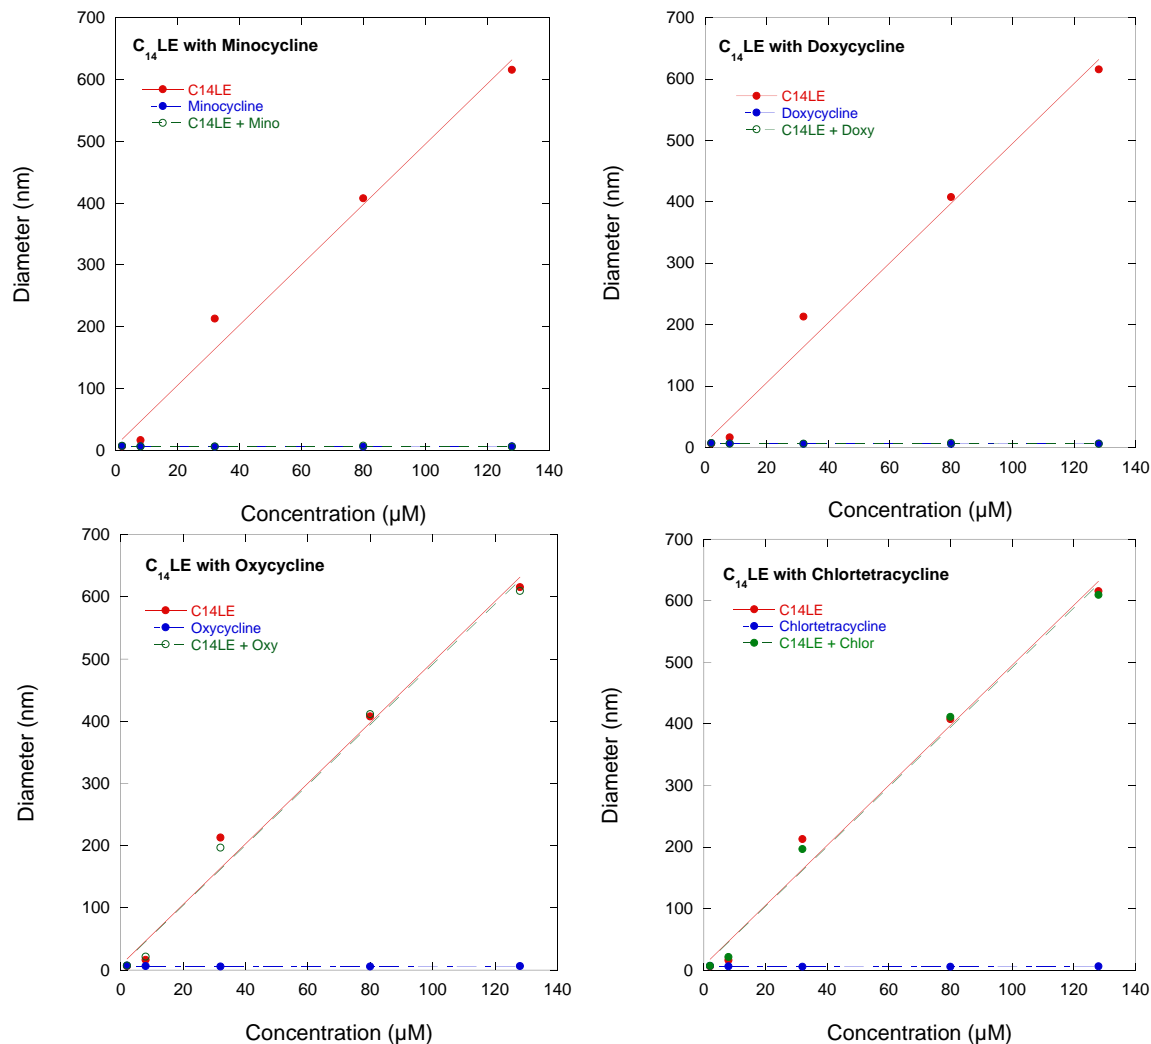 700
600
500
400
300
200
100
0
Diameter (nm)
C14LE with Minocycline
C14LE
Minocycline
C14LE + Mino
0 20 40 60 80 100 120 140
Concentration (µM)
700
600
500
400
300
200
100
0
Diameter (nm)
C14LE with Doxycycline
C14LE
Doxycycline
C14LE + Doxy
0 20 40 60 80 100 120 140
Concentration (µM)
700
600
500
400
300
200
100
0
Diameter (nm)
C14LE with Oxycycline
C14LE
Oxycycline
C14LE + Oxy
0 20 40 60 80 100 120 140
Concentration (µM)
700
600
500
400
300
200
100
0
Diameter (nm)
C14LE with Chlortetracycline
C14LE
Chlortetracycline
C14LE + Chlor
0 20 40 60 80 100 120 140
Concentration (µM)